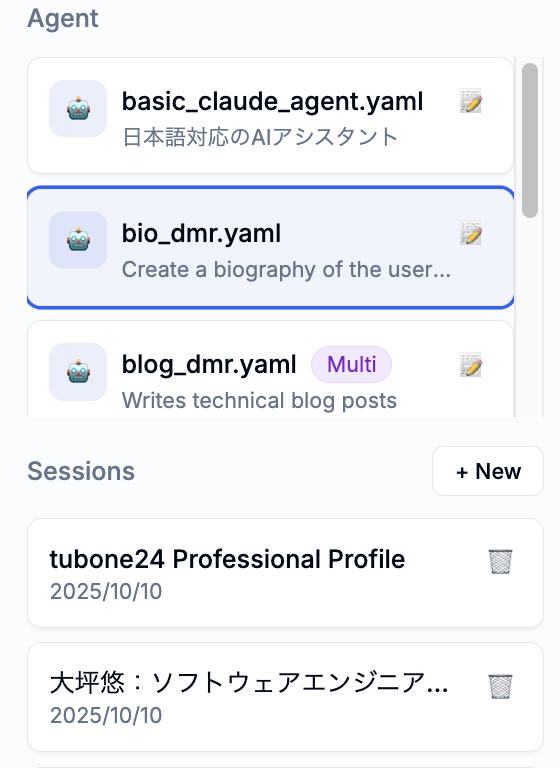 Agent
basic_claude_agent.yaml
日本語対応のAIアシスタント
bio_dmr.yaml
Create a biography of the user...
blog_dmr.yaml Multi
Writes technical blog posts
Sessions
+ New
tubone24 Professional Profile
2025/10/10
大坪悠：ソフトウェアエンジニア...
2025/10/10